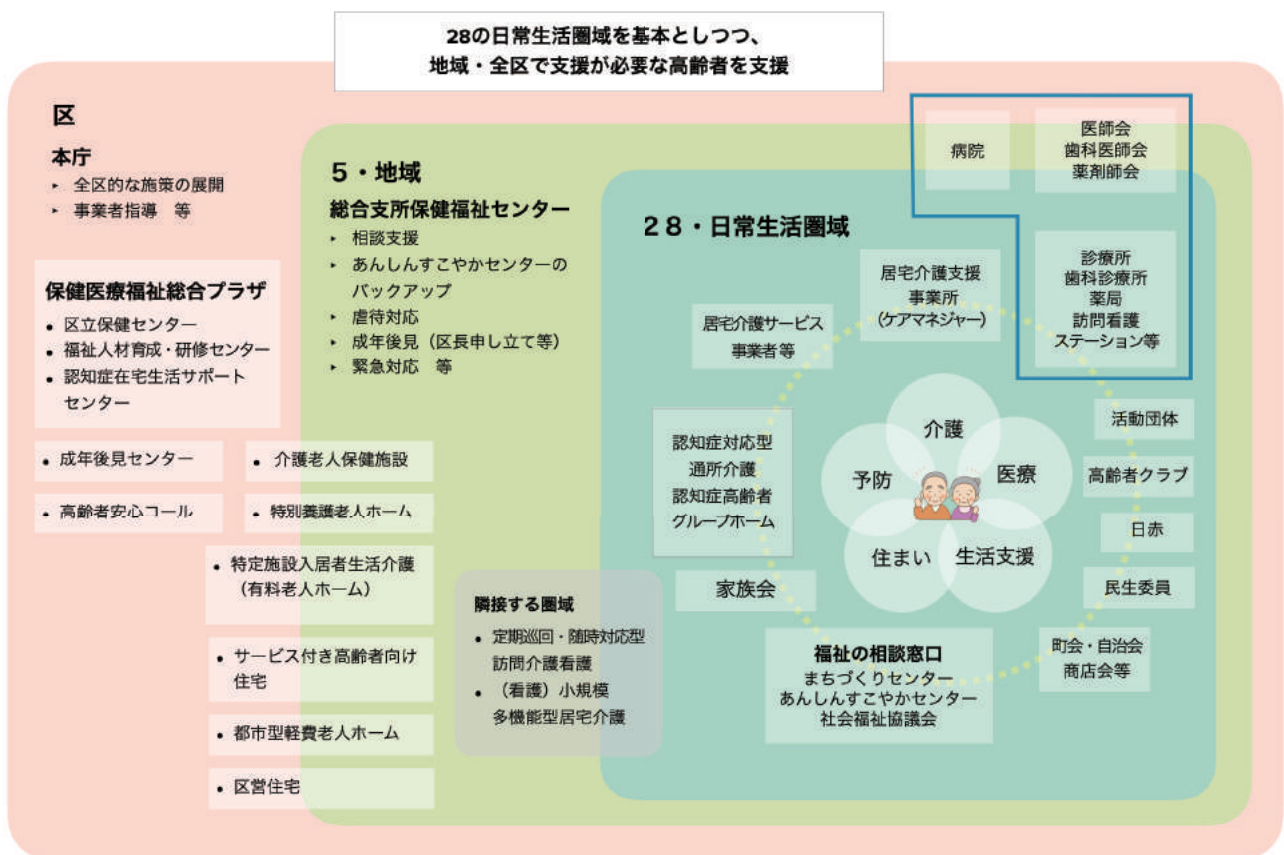 28の日常生活圏域を基本としつつ、
地域・全区で支援が必要な高齢者を支援
区
本庁
▸ 全区的な施策の展開
▸ 事業者指導 等
保健医療福祉総合プラザ
• 区立保健センター
• 福祉人材育成・研修センター
• 認知症在宅生活サポート
センター
• 成年後見センター
• 高齢者安心コール
• 介護老人保健施設
• 特別養護老人ホーム
• 特定施設入居者生活介護
（有料老人ホーム）
• サービス付き高齢者向け
住宅
• 都市型軽費老人ホーム
• 区営住宅
５・地域
総合支所保健福祉センター
▸ 相談支援
▸ あんしんすこやかセンターの
バックアップ
▸ 虐待対応
▸ 成年後見（区長申し立て等）
▸ 緊急対応 等
隣接する圏域
• 定期巡回・随時対応型
訪問介護看護
• （看護）小規模
多機能型居宅介護
２８・日常生活圏域
病院
医師会
歯科医師会
薬剤師会
診療所
歯科診療所
薬局
訪問看護
ステーション等
居宅介護支援
事業所
（ケアマネジャー）
居宅介護サービス
事業者等
認知症対応型
通所介護
認知症高齢者
グループホーム
家族会
介護
予防
医療
住まい
生活支援
活動団体
高齢者クラブ
日赤
民生委員
町会・自治会
商店会等
福祉の相談窓口
まちづくりセンター
あんしんすこやかセンター
社会福祉協議会